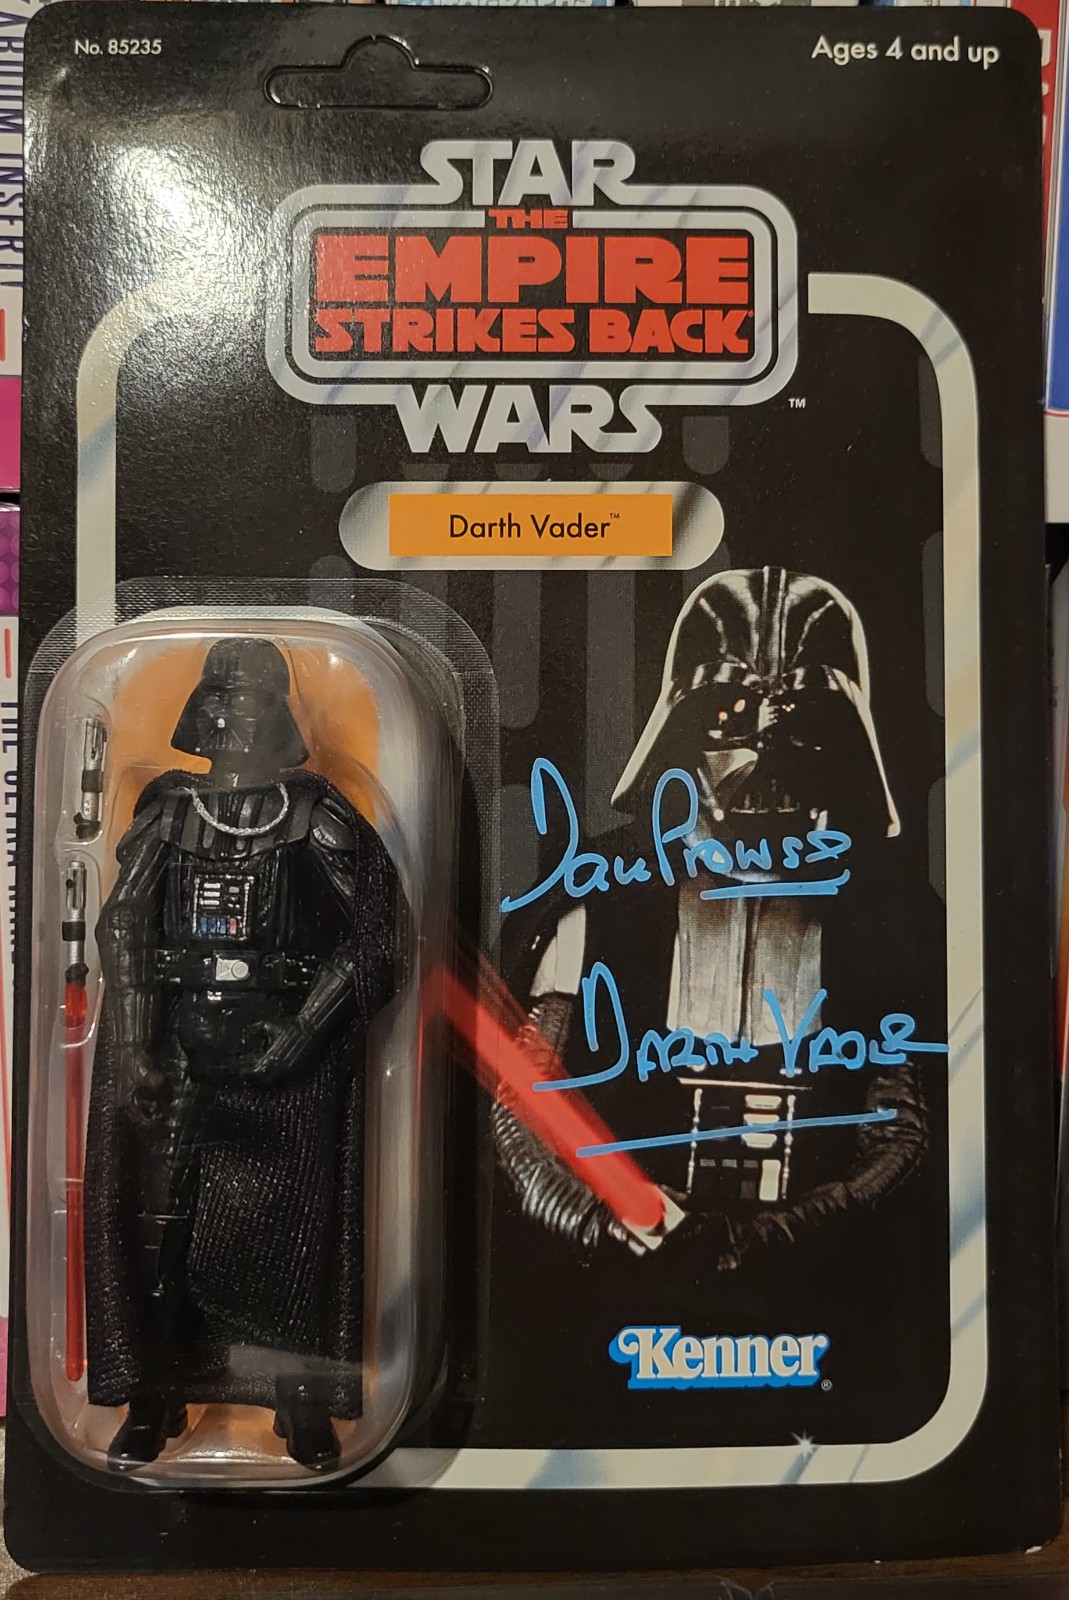 No. 85235
Ages 4 and up
STAR
THE
EMPIRE
STRIKES BACK
WARS
TM
Darth Vader™
Dave Prowse
DARTH VADER
Kenner®